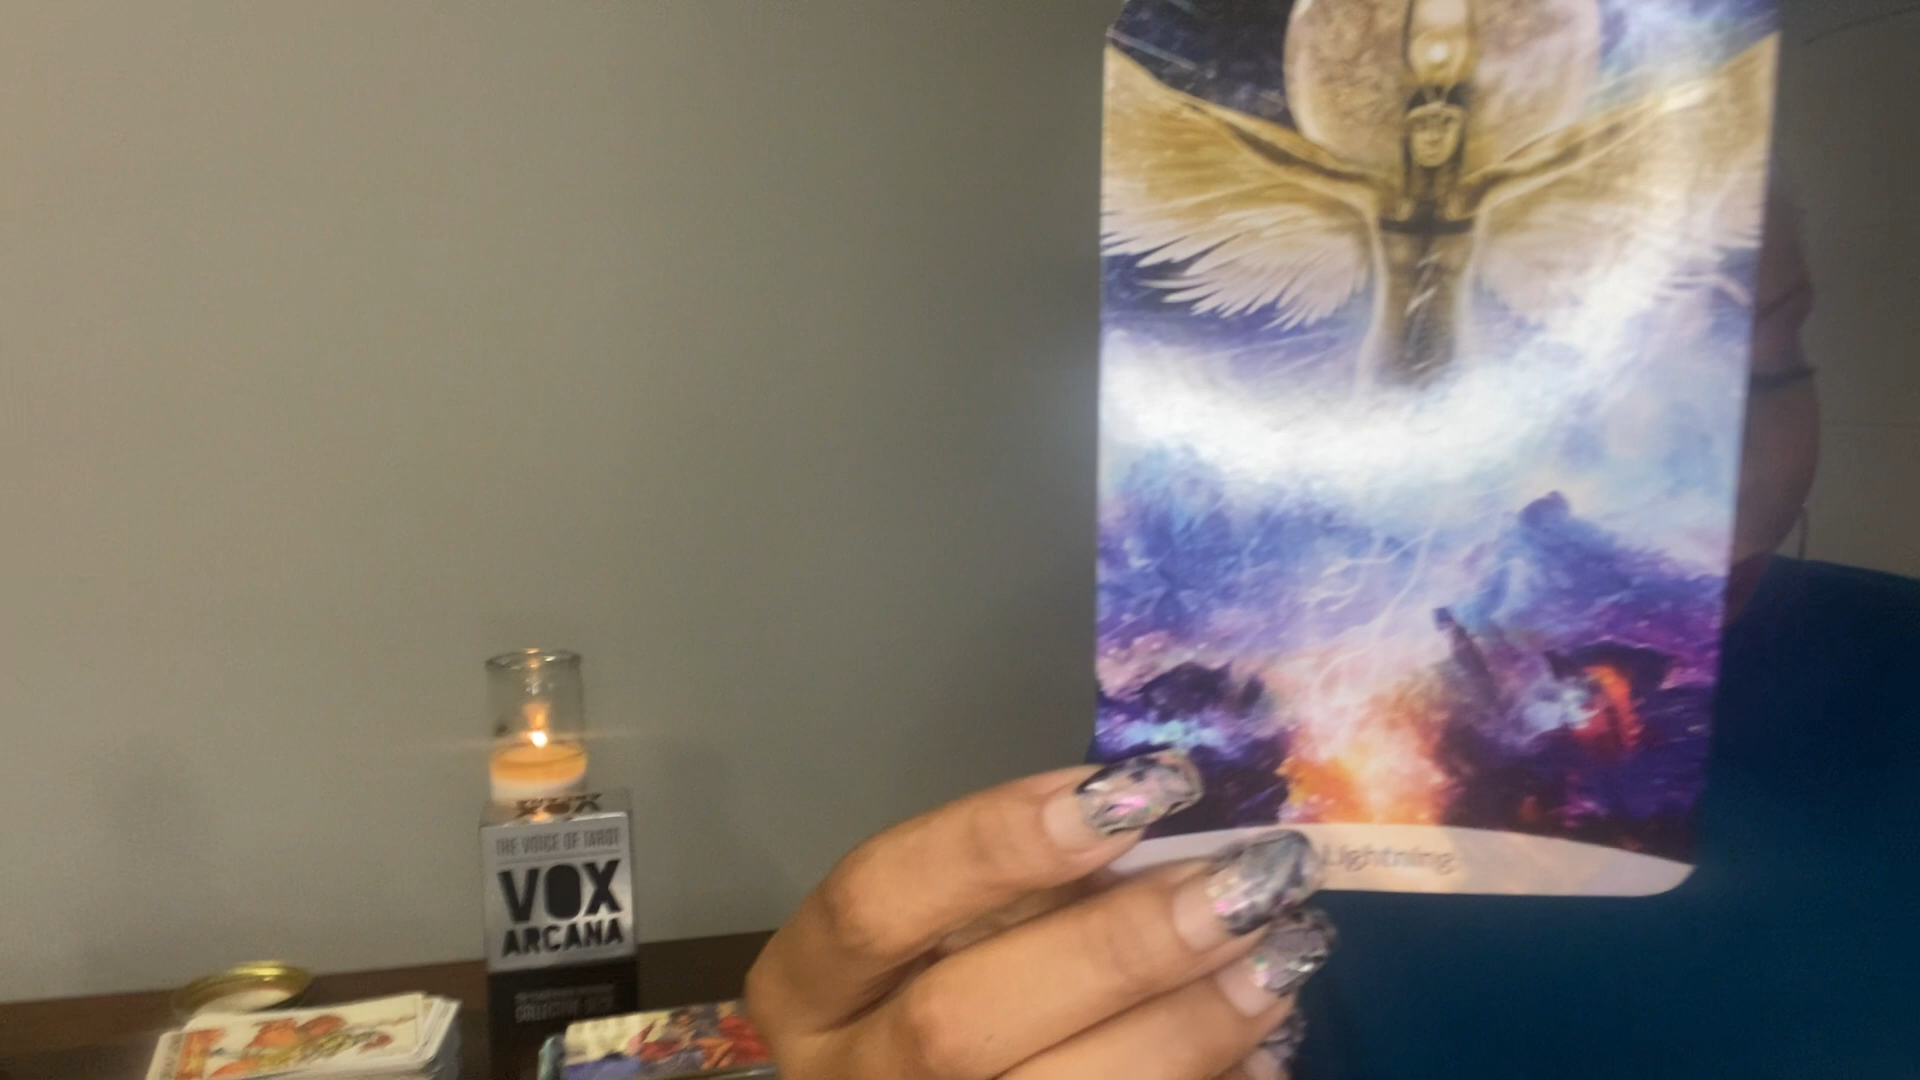 THE VOICE OF TAROT
VOX
ARCANA
COLLECTIVE DECK
Lightning